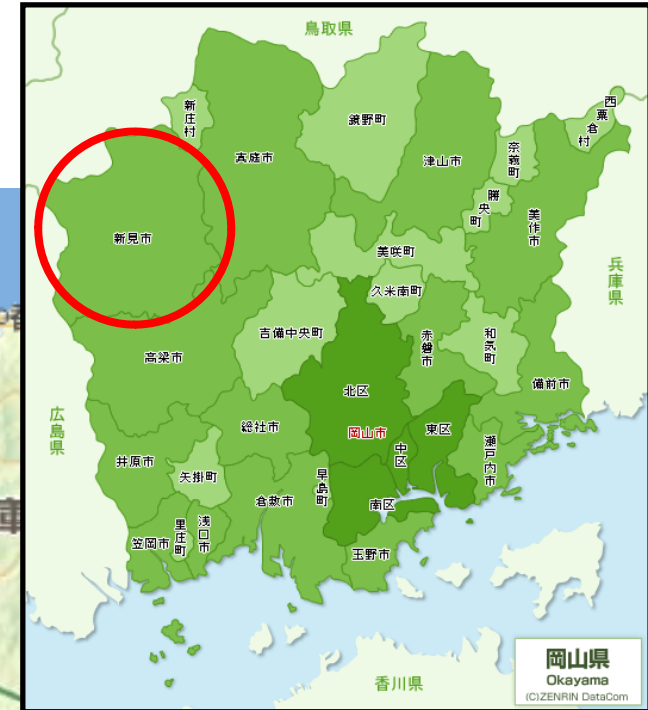 鳥取県
新庄村
鏡野町
西粟倉村
真庭市
津山市
奈義町
勝央町
美作市
新見市
美咲町
兵庫県
久米南町
吉備中央町
赤磐市
和気町
高梁市
備前市
北区
広島県
総社市
岡山市
東区
中区
瀬戸内市
井原市
矢掛町
早島町
倉敷市
南区
里庄町
浅口市
笠岡市
玉野市
香川県
岡山県
Okayama
(C)ZENRIN DataCom
庫